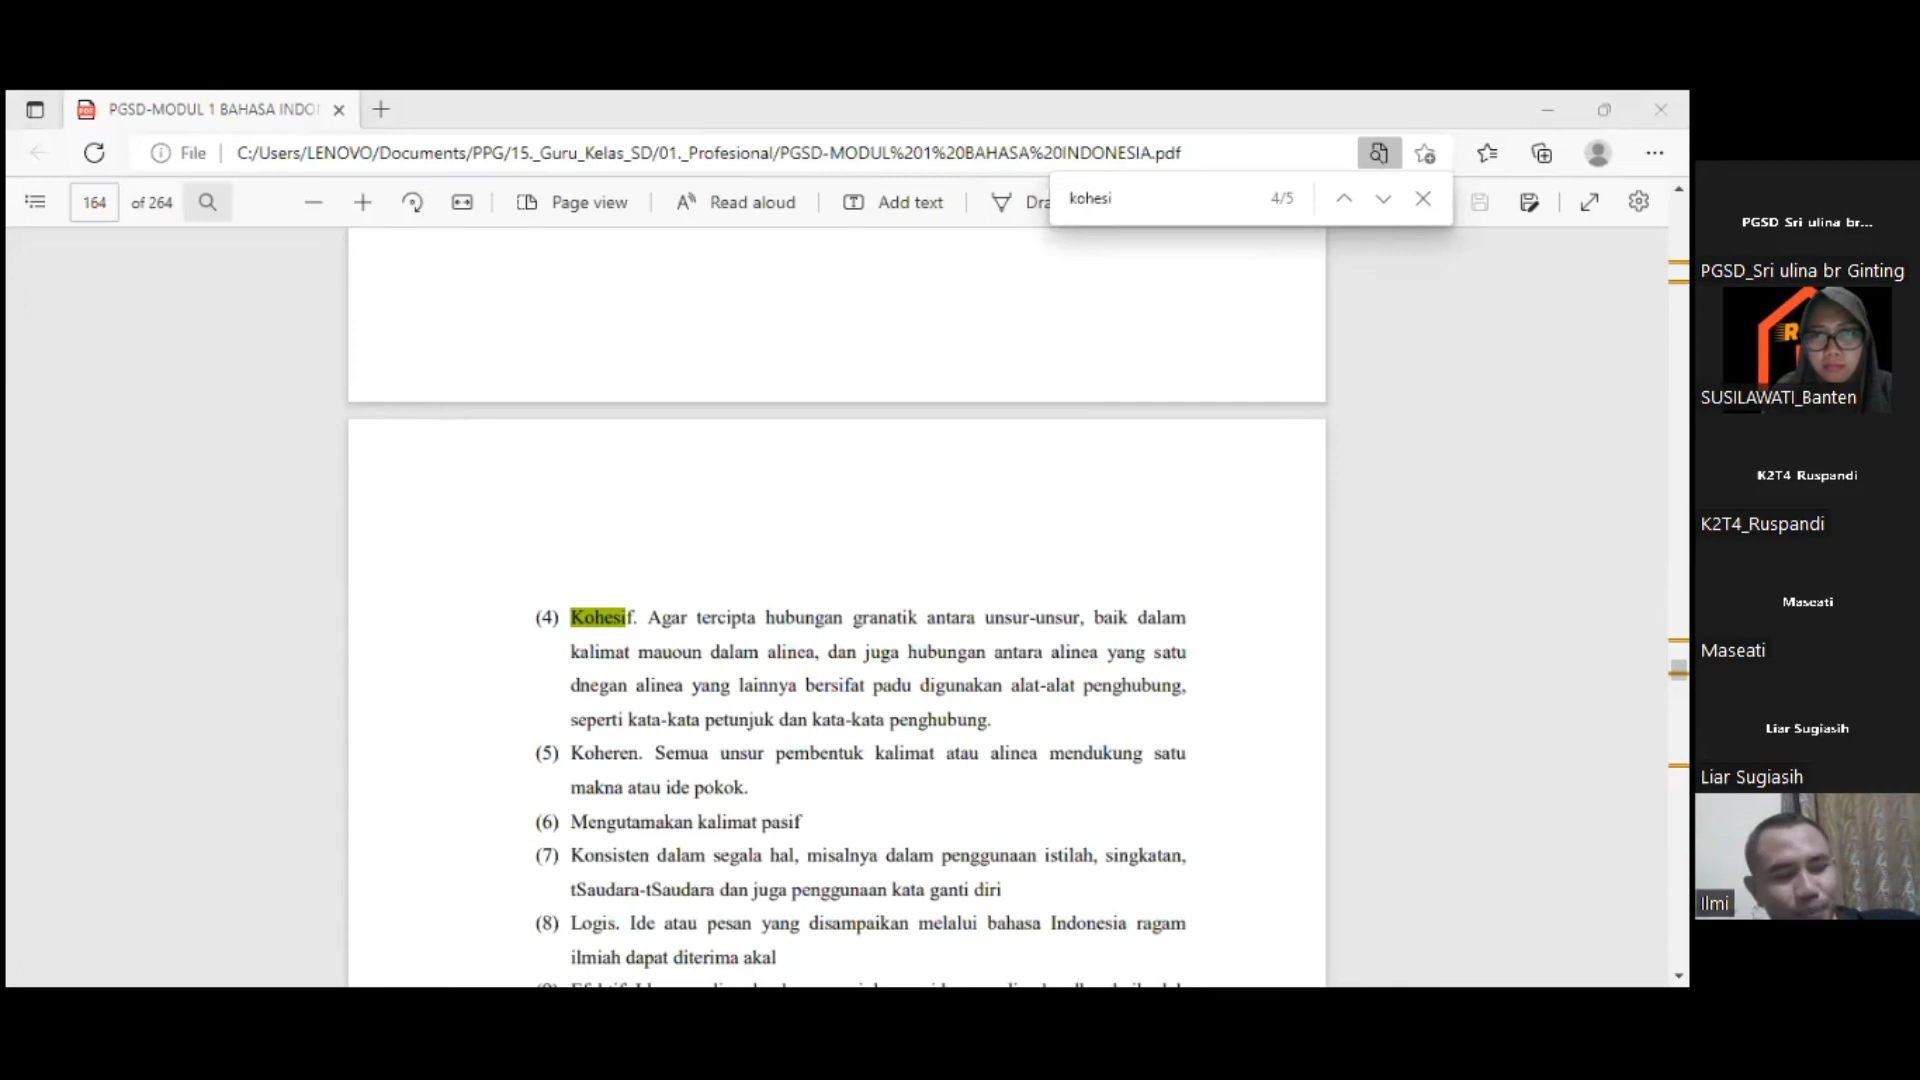 PGSD-MODUL 1 BAHASA INDO
File
C:/Users/LENOVO/Documents/PPG/15._Guru_Kelas_SD/01._Profesional/PGSD-MODUL%201%20BAHASA%20INDONESIA.pdf
164 of 264
Page view
Read aloud
Add text
Dra
kohesi 4/5
(4) Kohesif. Agar tercipta hubungan granatik antara unsur-unsur, baik dalam
kalimat mauoun dalam alinea, dan juga hubungan antara alinea yang satu
dnegan alinea yang lainnya bersifat padu digunakan alat-alat penghubung,
seperti kata-kata petunjuk dan kata-kata penghubung.
(5) Koheren. Semua unsur pembentuk kalimat atau alinea mendukung satu
makna atau ide pokok.
(6) Mengutamakan kalimat pasif
(7) Konsisten dalam segala hal, misalnya dalam penggunaan istilah, singkatan,
tSaudara-tSaudara dan juga penggunaan kata ganti diri
(8) Logis. Ide atau pesan yang disampaikan melalui bahasa Indonesia ragam
ilmiah dapat diterima akal
PGSD Sri ulina br...
PGSD_Sri ulina br Ginting
SUSILAWATI_Banten
K2T4 Ruspandi
K2T4_Ruspandi
Maseati
Maseati
Liar Sugiasih
Liar Sugiasih
Ilmi